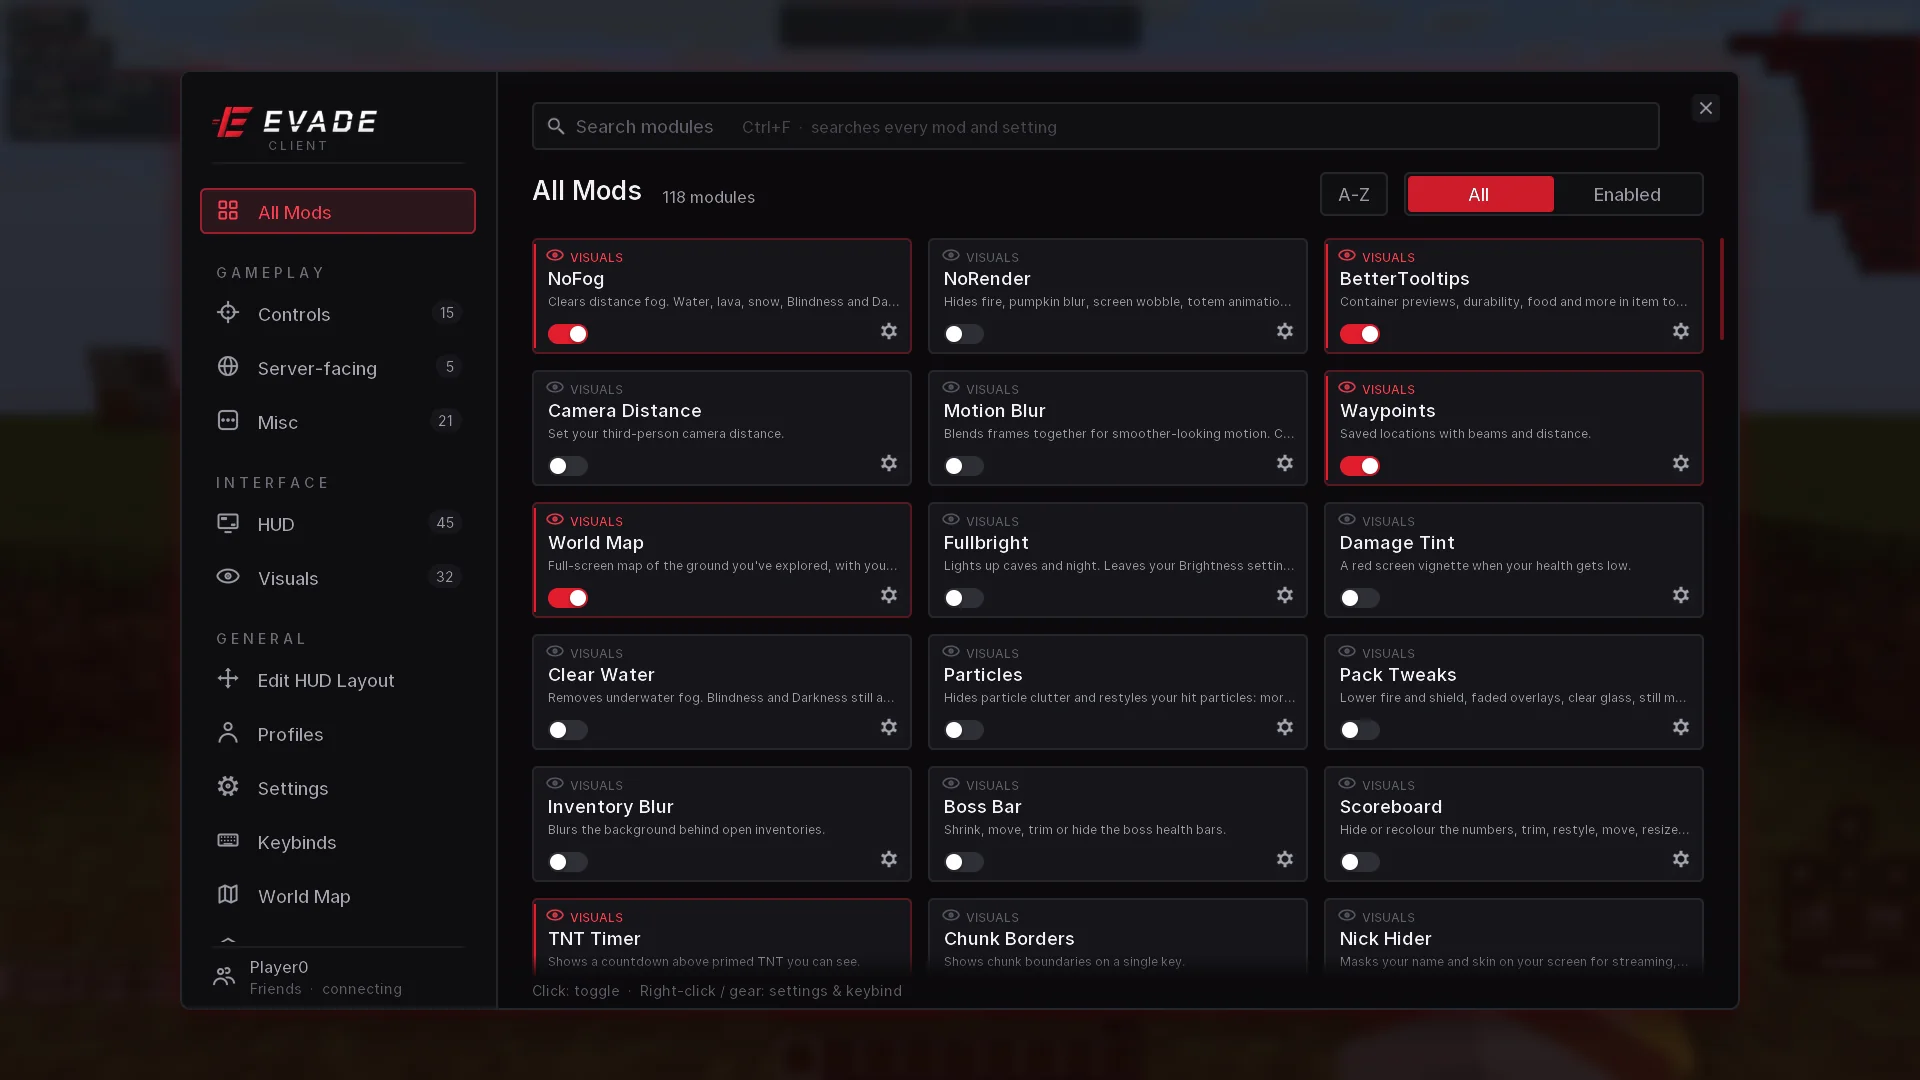 EVADE
CLIENT
All Mods
GAMEPLAY
Controls 15
Server-facing 5
Misc 21
INTERFACE
HUD 45
Visuals 32
GENERAL
Edit HUD Layout
Profiles
Settings
Keybinds
World Map
Player0
Friends · connecting
Search modules Ctrl+F · searches every mod and setting
All Mods 118 modules
A-Z All Enabled
VISUALS
NoFog
Clears distance fog. Water, lava, snow, Blindness and Da...
VISUALS
NoRender
Hides fire, pumpkin blur, screen wobble, totem animatio...
VISUALS
BetterTooltips
Container previews, durability, food and more in item to...
VISUALS
Camera Distance
Set your third-person camera distance.
VISUALS
Motion Blur
Blends frames together for smoother-looking motion. C...
VISUALS
Waypoints
Saved locations with beams and distance.
VISUALS
World Map
Full-screen map of the ground you've explored, with you...
VISUALS
Fullbright
Lights up caves and night. Leaves your Brightness settin...
VISUALS
Damage Tint
A red screen vignette when your health gets low.
VISUALS
Clear Water
Removes underwater fog. Blindness and Darkness still a...
VISUALS
Particles
Hides particle clutter and restyles your hit particles: mor...
VISUALS
Pack Tweaks
Lower fire and shield, faded overlays, clear glass, still m...
VISUALS
Inventory Blur
Blurs the background behind open inventories.
VISUALS
Boss Bar
Shrink, move, trim or hide the boss health bars.
VISUALS
Scoreboard
Hide or recolour the numbers, trim, restyle, move, resize...
VISUALS
TNT Timer
Shows a countdown above primed TNT you can see.
VISUALS
Chunk Borders
Shows chunk boundaries on a single key.
VISUALS
Nick Hider
Masks your name and skin on your screen for streaming,...
Click: toggle · Right-click / gear: settings & keybind